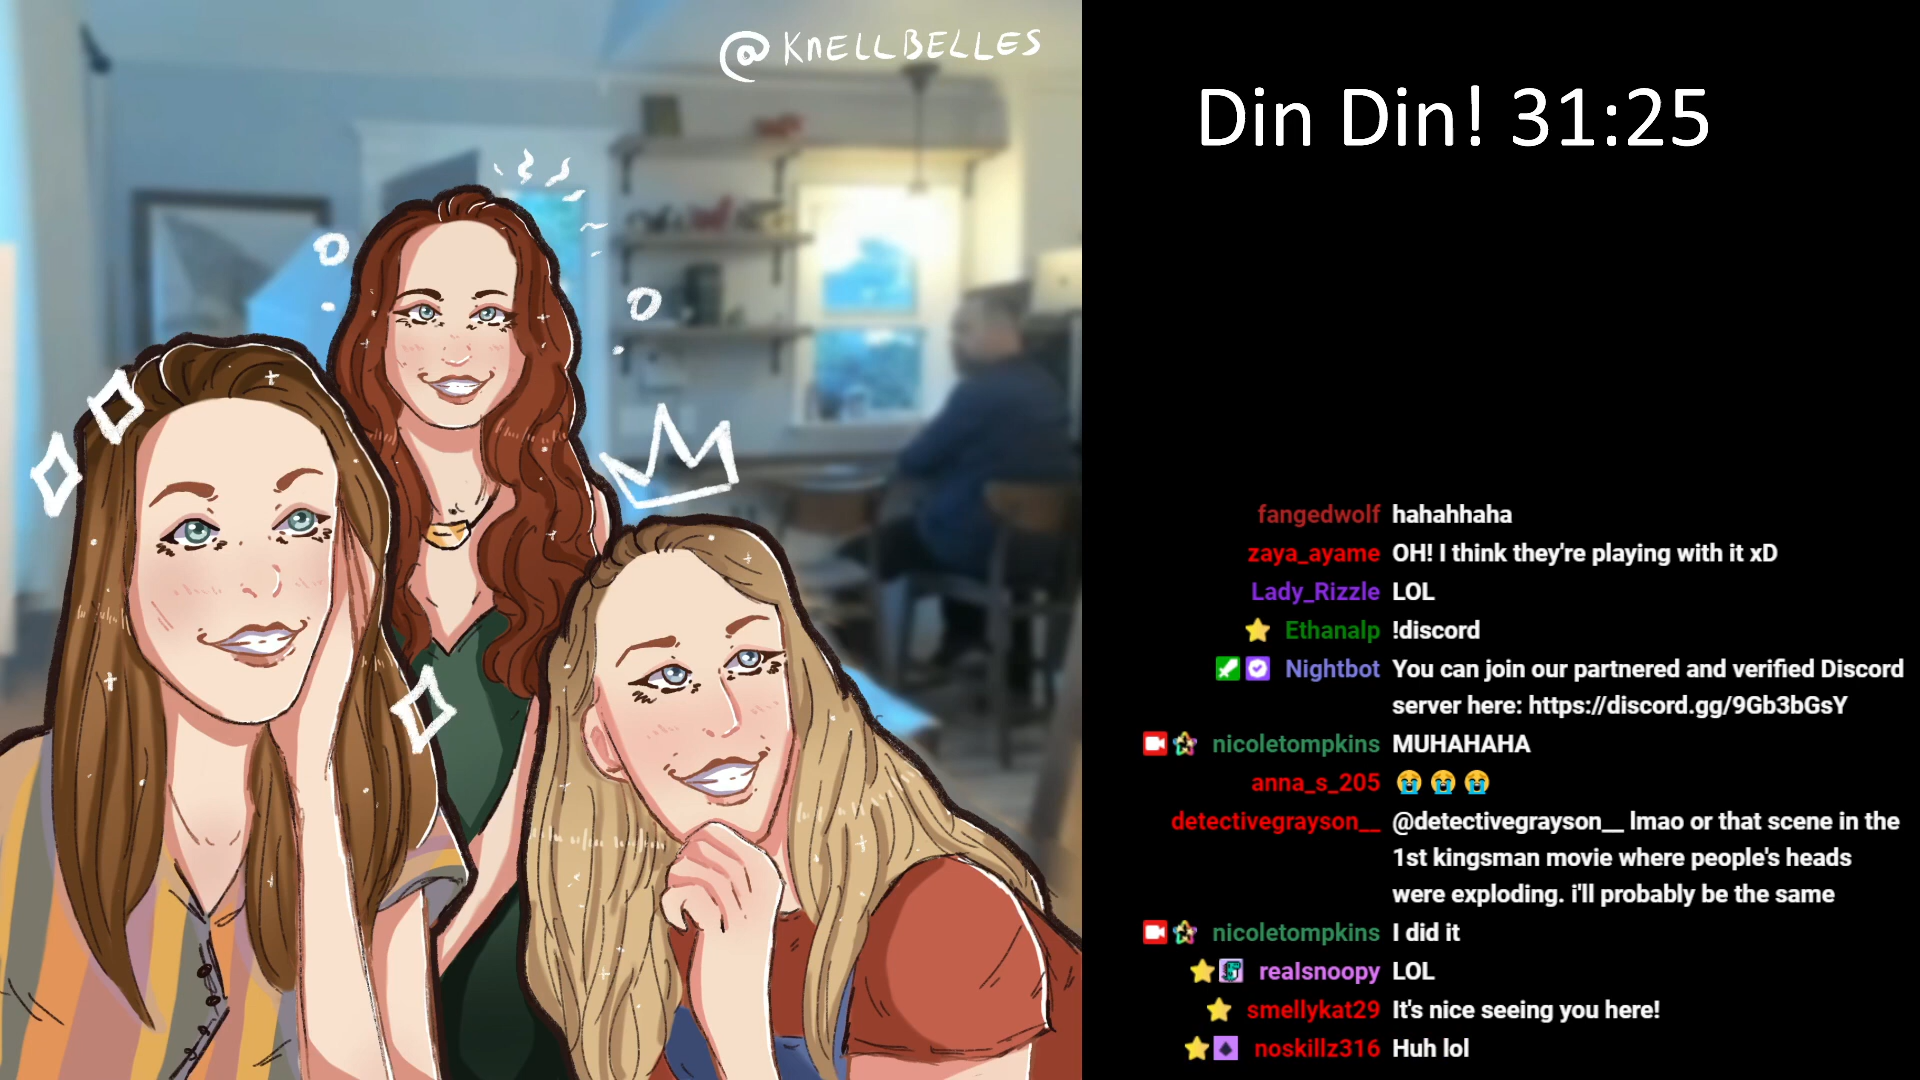 @KNELLBELLES
Din Din! 31:25
fangedwolf hahahhaha
zaya_ayame OH! I think they're playing with it xD
Lady_Rizzle LOL
Ethanalp !discord
Nightbot You can join our partnered and verified Discord
server here: https://discord.gg/9Gb3bGsY
nicoletompkins MUHAHAHA
anna_s_205 😭 😭 😭
detectivegrayson__ @detectivegrayson__ lmao or that scene in the
1st kingsman movie where people's heads
were exploding. i'll probably be the same
nicoletompkins I did it
realsnoopy LOL
smellykat29 It's nice seeing you here!
noskillz316 Huh lol